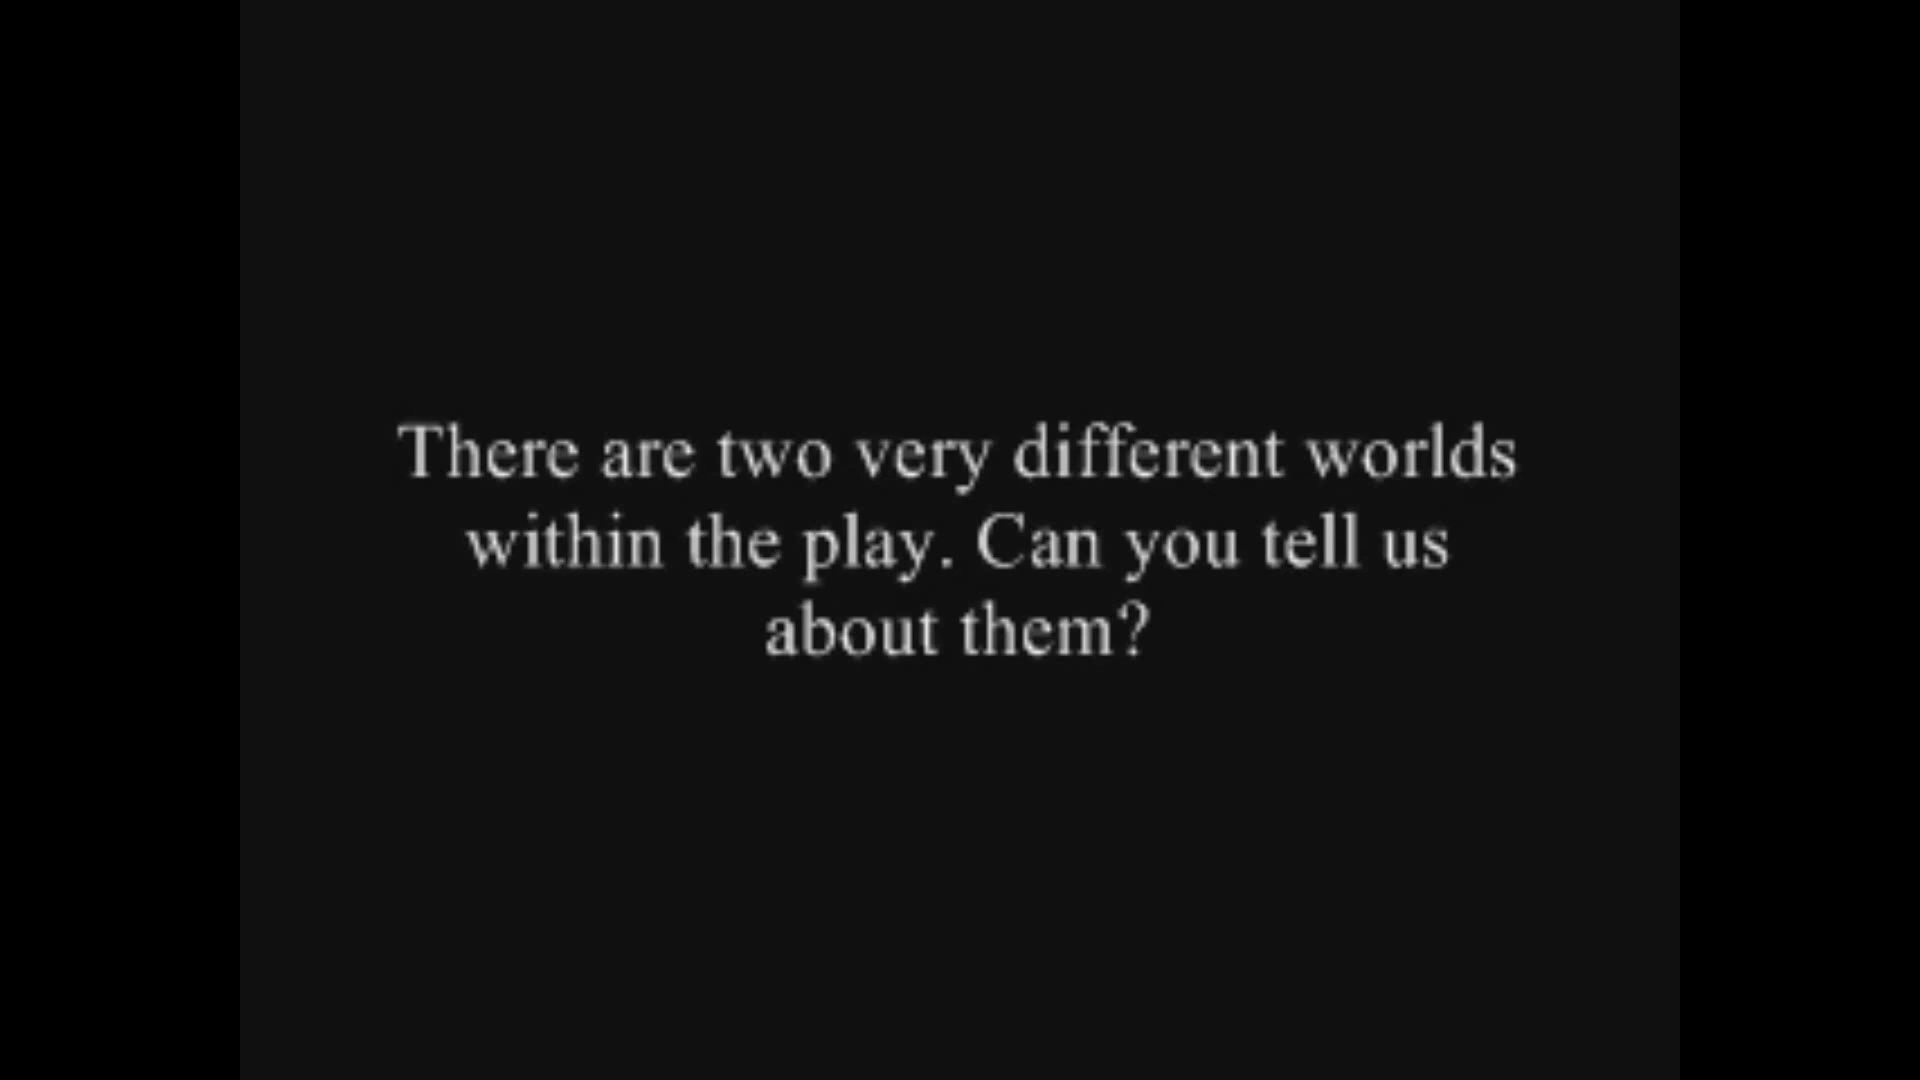 There are two very different worlds
within the play. Can you tell us
about them?